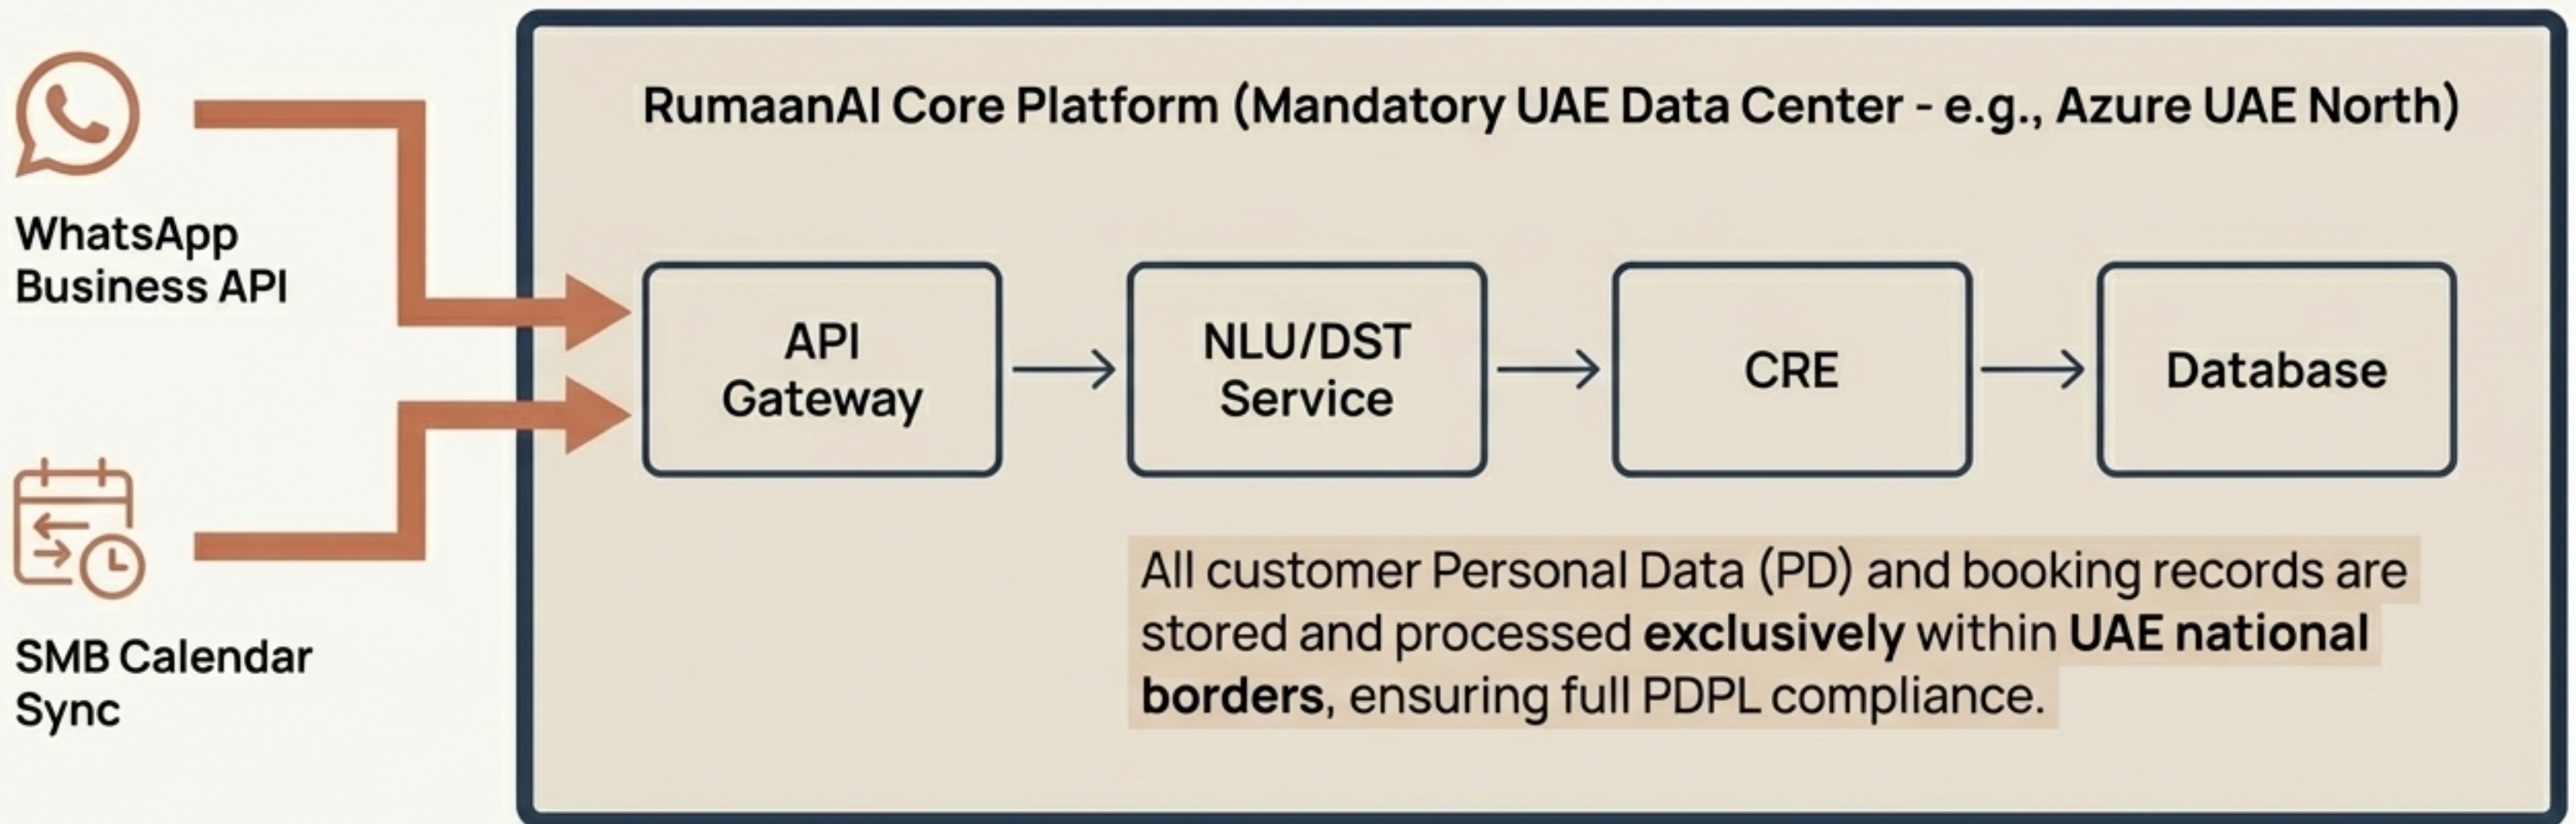 RumaanAI Core Platform (Mandatory UAE Data Center - e.g., Azure UAE North)
WhatsApp
Business API
SMB Calendar
Sync
API
Gateway
NLU/DST
Service
CRE
Database
All customer Personal Data (PD) and booking records are
stored and processed exclusively within UAE national
borders, ensuring full PDPL compliance.